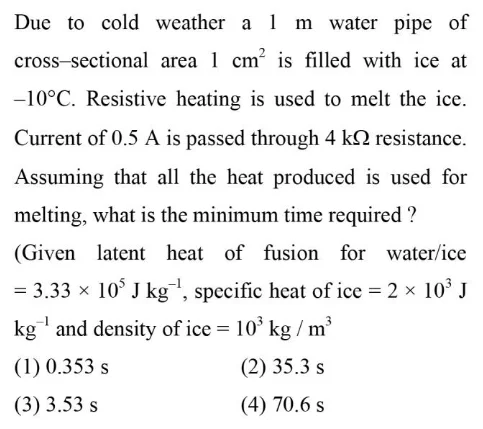 Due to cold weather a 1 m water pipe of
cross–sectional area 1 cm² is filled with ice at
–10°C. Resistive heating is used to melt the ice.
Current of 0.5 A is passed through 4 kΩ resistance.
Assuming that all the heat produced is used for
melting, what is the minimum time required ?
(Given latent heat of fusion for water/ice
= 3.33 × 10⁵ J kg⁻¹, specific heat of ice = 2 × 10³ J
kg⁻¹ and density of ice = 10³ kg / m³
(1) 0.353 s (2) 35.3 s
(3) 3.53 s (4) 70.6 s